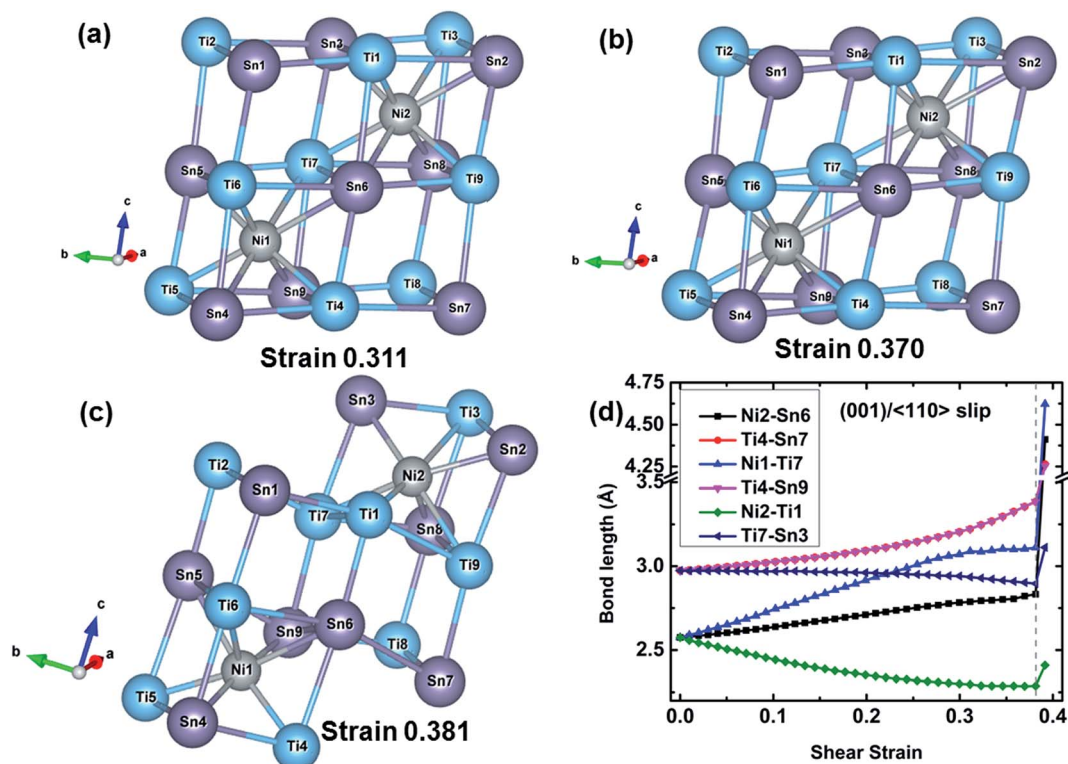 (a)
Ti2 Sn3 Ti3
Sn1 Ti1 Sn2
Ni2
Sn5 Ti7 Sn8
Ti6 Sn6 Ti9
c
b a
Ni1
Ti5 Sn9 Ti8
Sn4 Ti4 Sn7
Strain 0.311
(b)
Ti2 Sn3 Ti3
Sn1 Ti1 Sn2
Ni2
Sn5 Ti7 Sn8
Ti6 Sn6 Ti9
c
b a
Ni1
Ti5 Sn9 Ti8
Sn4 Ti4 Sn7
Strain 0.370
(c)
Sn3 Ti3
Sn2
Ti2 Ni2
Sn1
Ti7 Ti1
Sn8
Sn5 Ti9
Ti6
Sn9 Sn6
Ti8
c
b a
Ni1 Sn7
Ti5
Sn4
Ti4
Strain 0.381
(d)
(001)/<110> slip
Ni2-Sn6
Ti4-Sn7
Ni1-Ti7
Ti4-Sn9
Ni2-Ti1
Ti7-Sn3
Bond length (Å)
4.75
4.50
4.25
3.5
3.0
2.5
0.0 0.1 0.2 0.3 0.4
Shear Strain